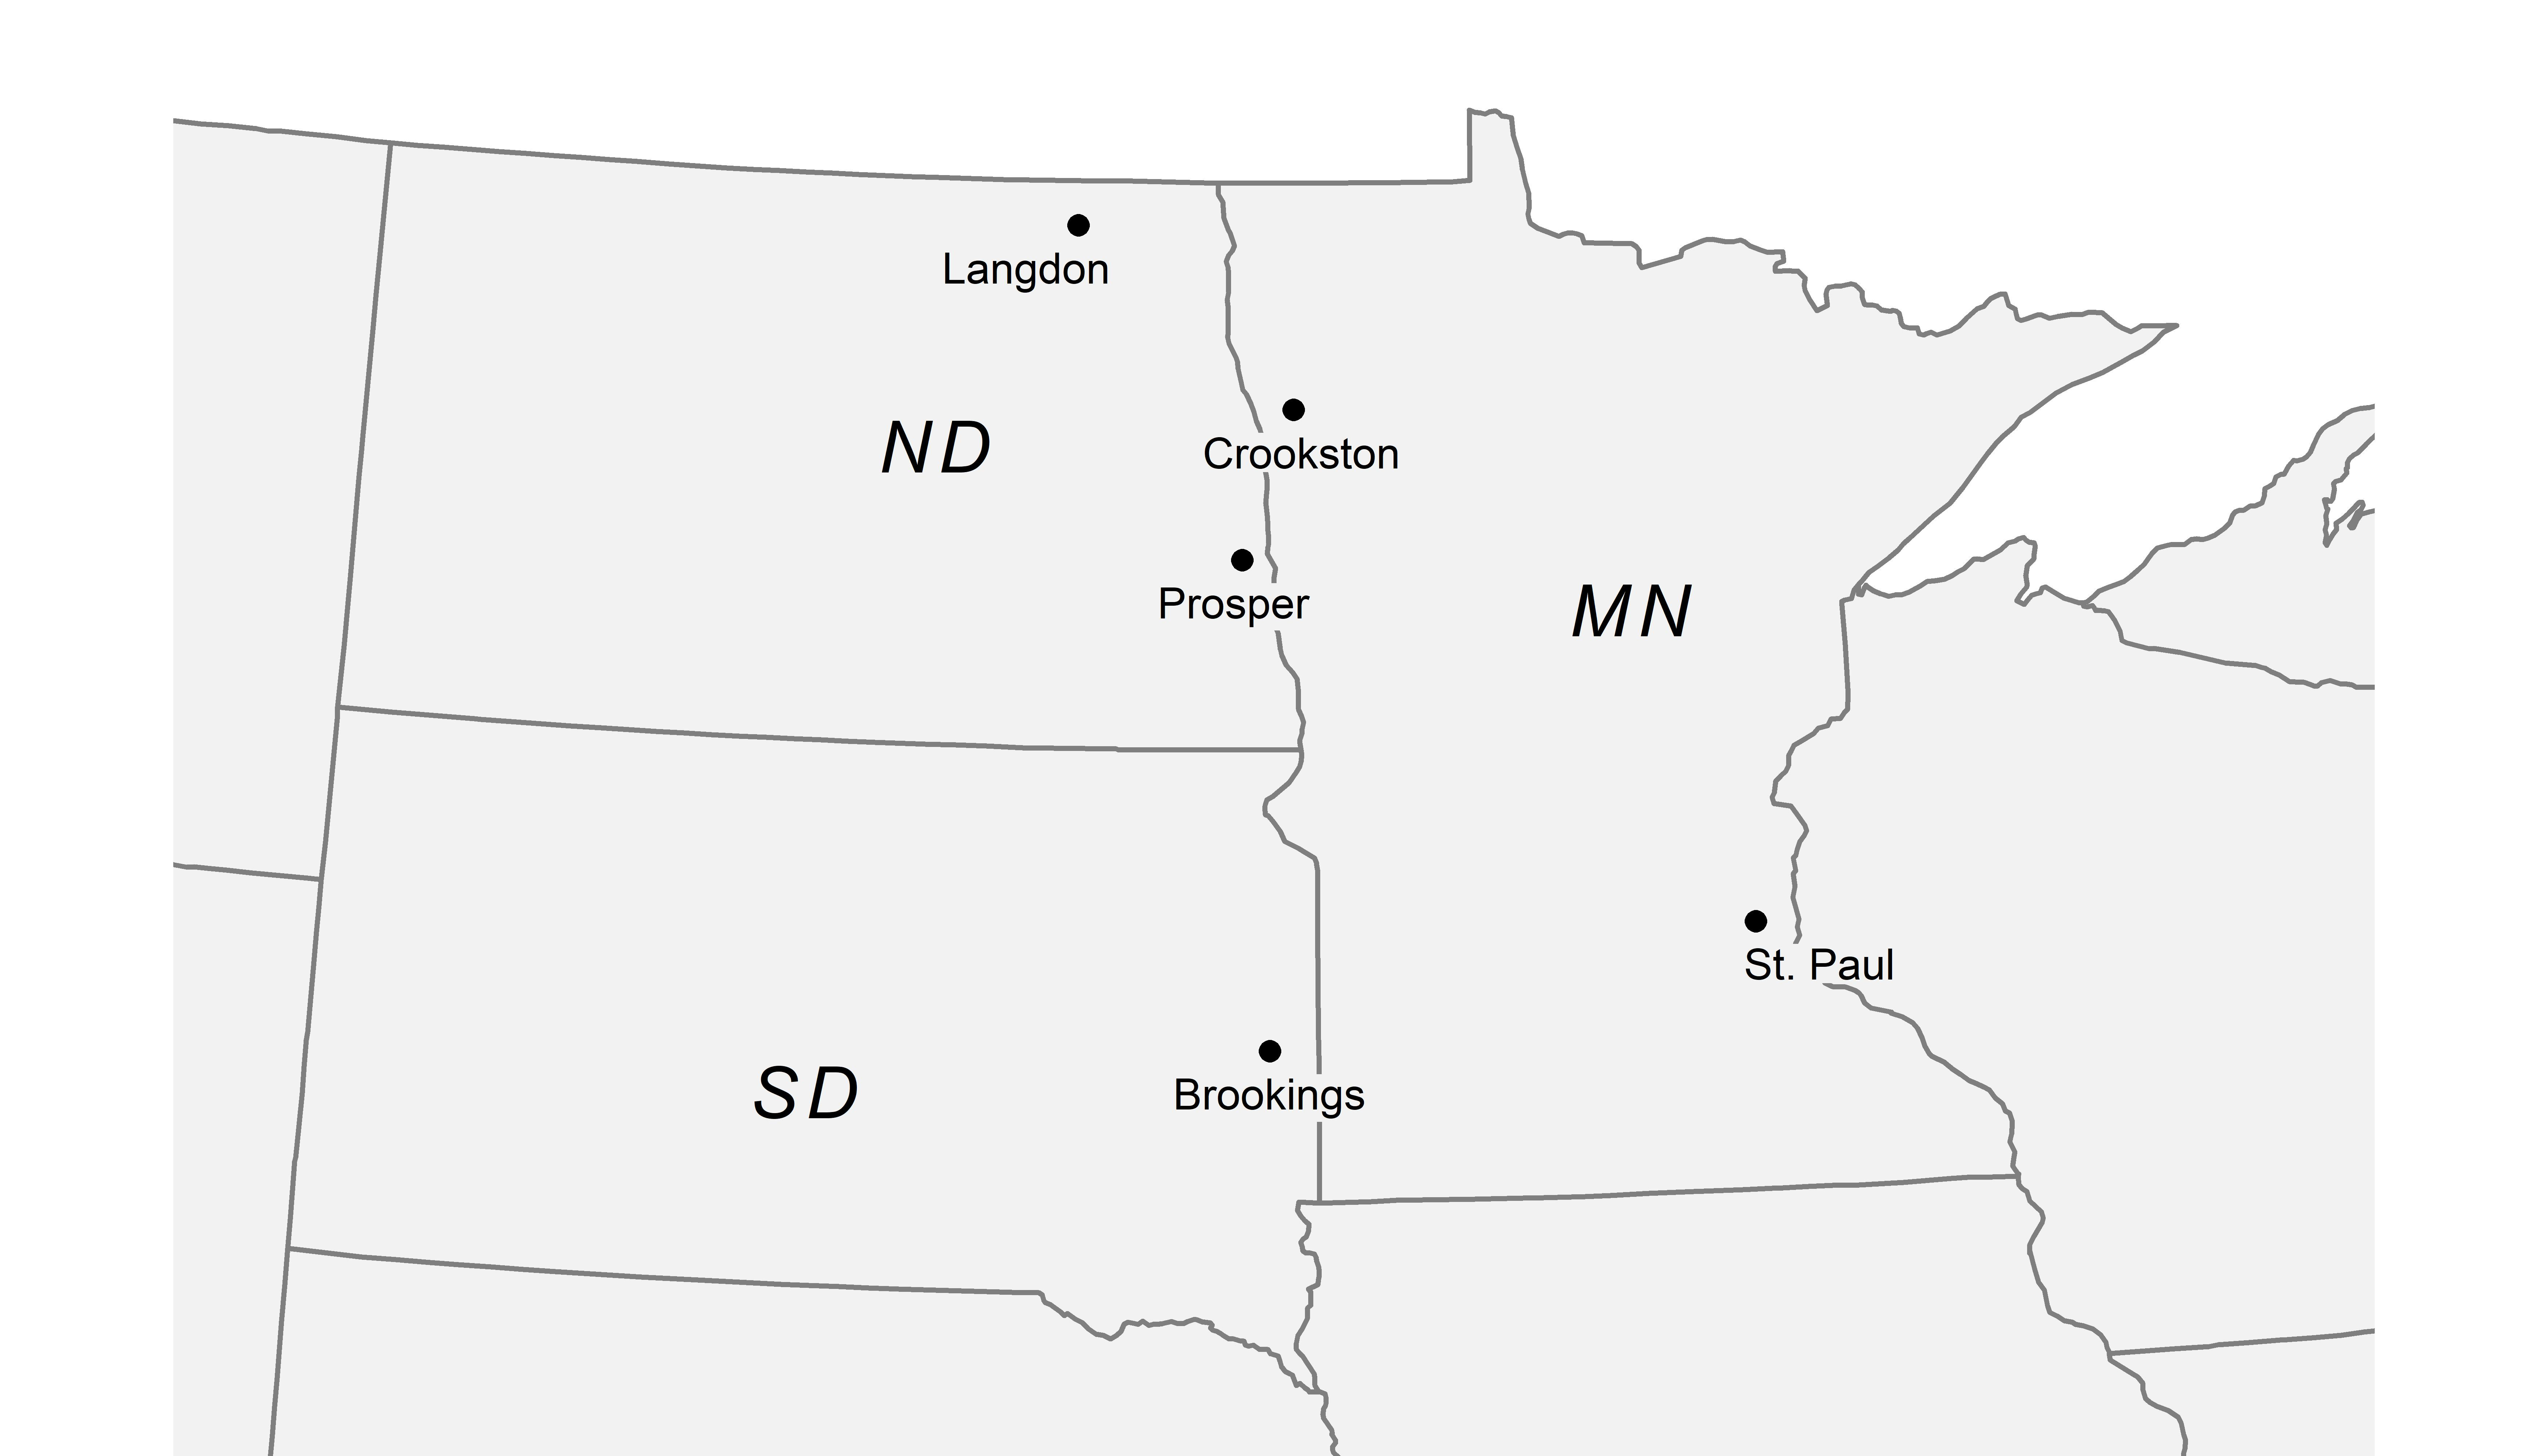 Langdon
ND
Crookston
Prosper
MN
St. Paul
SD
Brookings